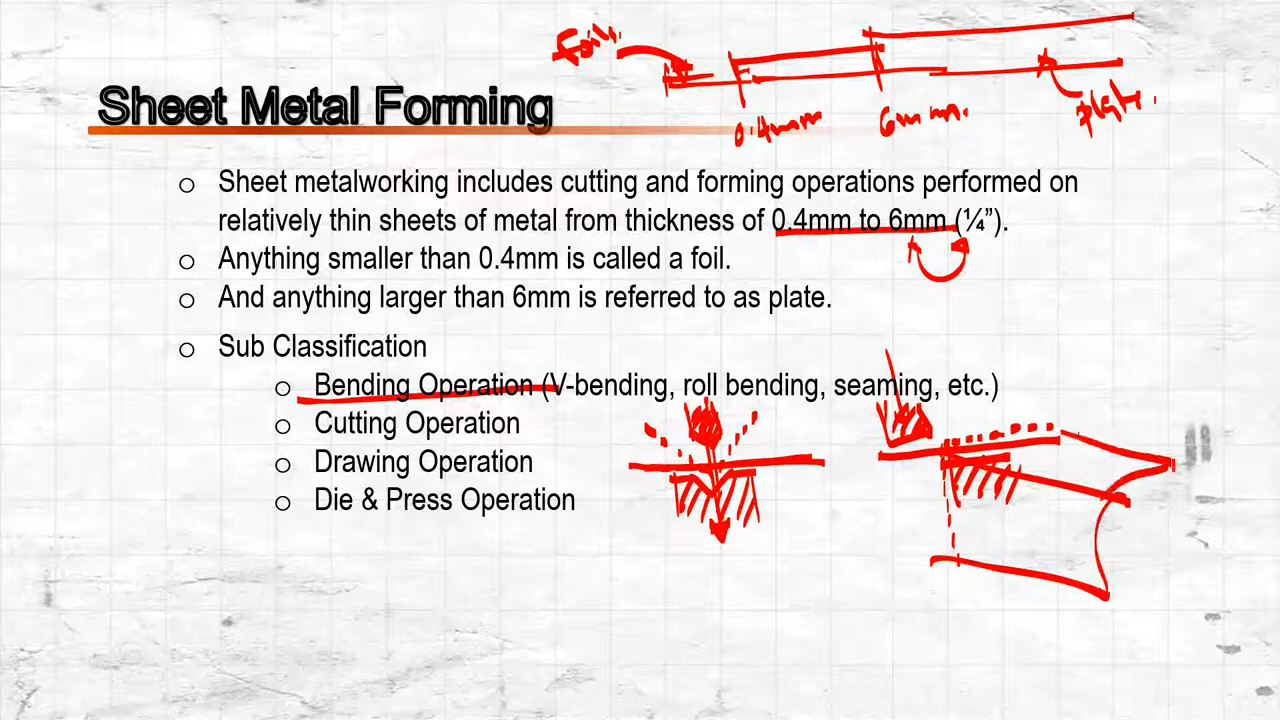 Foil.
Sheet Metal Forming
0.4mm
6mm.
Plate.
o Sheet metalworking includes cutting and forming operations performed on
relatively thin sheets of metal from thickness of 0.4mm to 6mm (¼”).
o Anything smaller than 0.4mm is called a foil.
o And anything larger than 6mm is referred to as plate.
o Sub Classification
o Bending Operation (V-bending, roll bending, seaming, etc.)
o Cutting Operation
o Drawing Operation
o Die & Press Operation